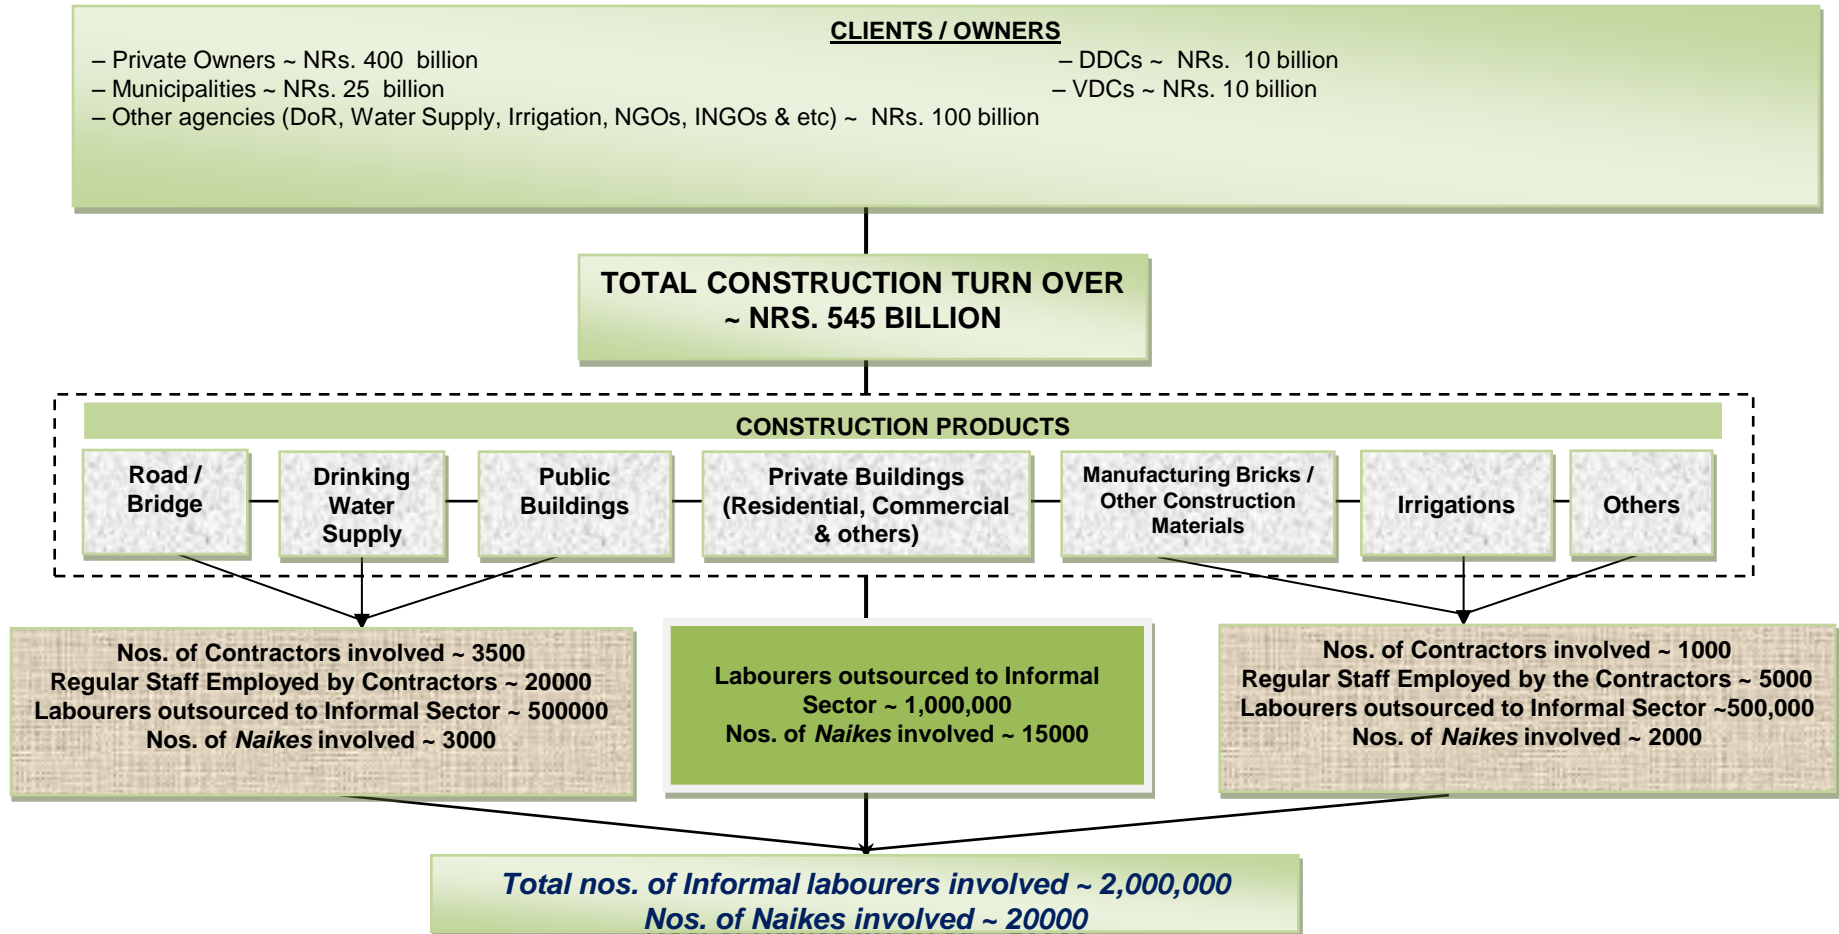 CLIENTS / OWNERS
– Private Owners ~ NRs. 400 billion
– DDCs ~ NRs. 10 billion
– Municipalities ~ NRs. 25 billion
– VDCs ~ NRs. 10 billion
– Other agencies (DoR, Water Supply, Irrigation, NGOs, INGOs & etc) ~ NRs. 100 billion
TOTAL CONSTRUCTION TURN OVER
~ NRS. 545 BILLION
CONSTRUCTION PRODUCTS
Road /
Bridge
Drinking
Water
Supply
Public
Buildings
Private Buildings
(Residential, Commercial
& others)
Manufacturing Bricks /
Other Construction
Materials
Irrigations
Others
Nos. of Contractors involved ~ 3500
Regular Staff Employed by Contractors ~ 20000
Labourers outsourced to Informal Sector ~ 500000
Nos. of Naikes involved ~ 3000
Labourers outsourced to Informal
Sector ~ 1,000,000
Nos. of Naikes involved ~ 15000
Nos. of Contractors involved ~ 1000
Regular Staff Employed by the Contractors ~ 5000
Labourers outsourced to Informal Sector ~500,000
Nos. of Naikes involved ~ 2000
Total nos. of Informal labourers involved ~ 2,000,000
Nos. of Naikes involved ~ 20000